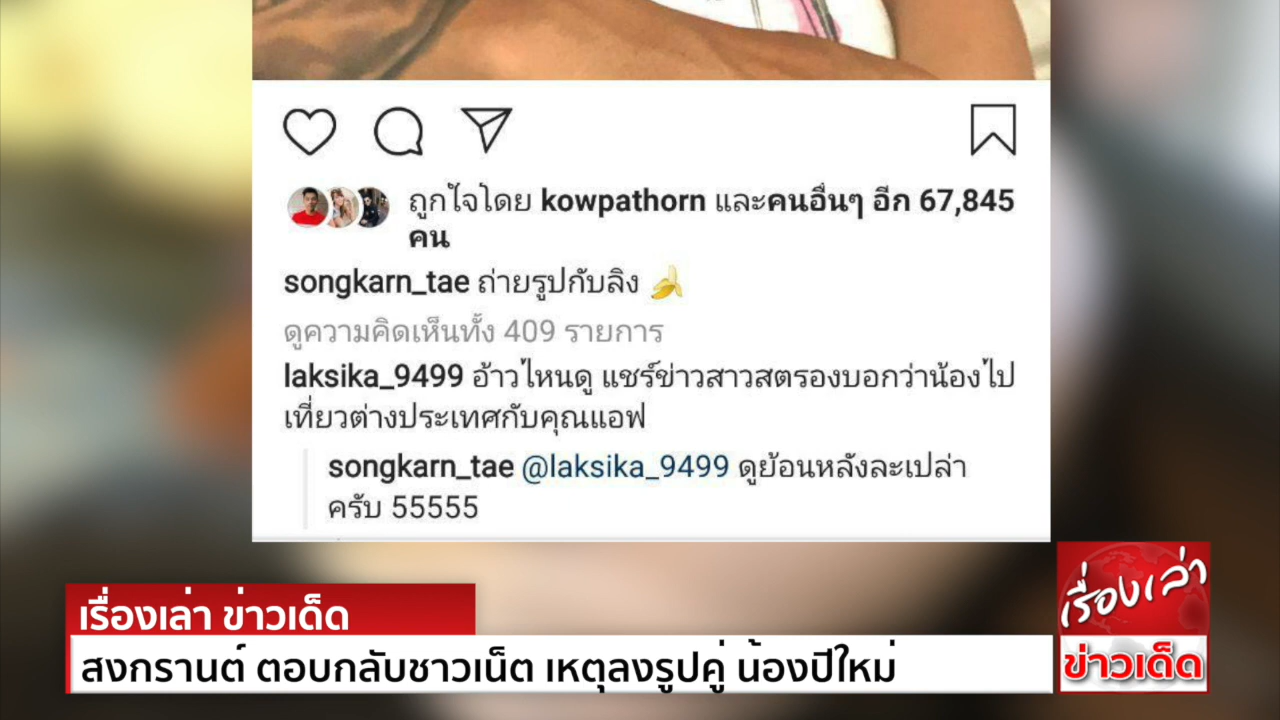 ถูกใจโดย kowpathorn และคนอื่นๆ อีก 67,845
คน
songkarn_tae ถ่ายรูปกับลิง 🍌
ดูความคิดเห็นทั้ง 409 รายการ
laksika_9499 อ้าวไหนดู แชร์ข่าวสาวสตรองบอกว่าน้องไป
เที่ยวต่างประเทศกับคุณแอฟ
songkarn_tae @laksika_9499 ดูย้อนหลังละเปล่า
ครับ 55555
เรื่องเล่า ข่าวเด็ด
สงกรานต์ ตอบกลับชาวเน็ต เหตุลงรูปคู่ น้องปีใหม่
เรื่องเล่า
ข่าวเด็ด